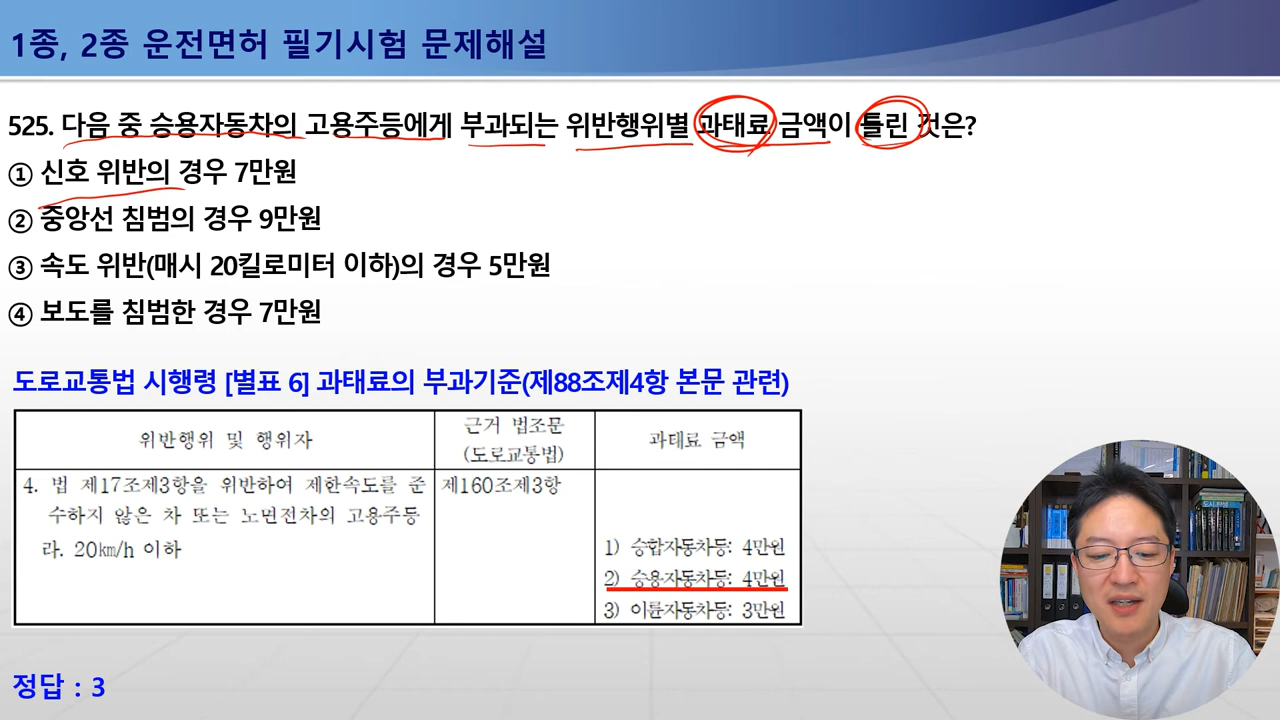 1종, 2종 운전면허 필기시험 문제해설
525. 다음 중 승용자동차의 고용주등에게 부과되는 위반행위별 과태료 금액이 틀린 것은?
① 신호 위반의 경우 7만원
② 중앙선 침범의 경우 9만원
③ 속도 위반(매시 20킬로미터 이하)의 경우 5만원
④ 보도를 침범한 경우 7만원
도로교통법 시행령 [별표 6] 과태료의 부과기준(제88조제4항 본문 관련)
위반행위 및 행위자
근거 법조문
(도로교통법)
과태료 금액
4. 법 제17조제3항을 위반하여 제한속도를 준
수하지 않은 차 또는 노면전차의 고용주등
라. 20㎞/h 이하
제160조제3항
1) 승합자동차등: 4만원
2) 승용자동차등: 4만원
3) 이륜자동차등: 3만원
정답 : 3